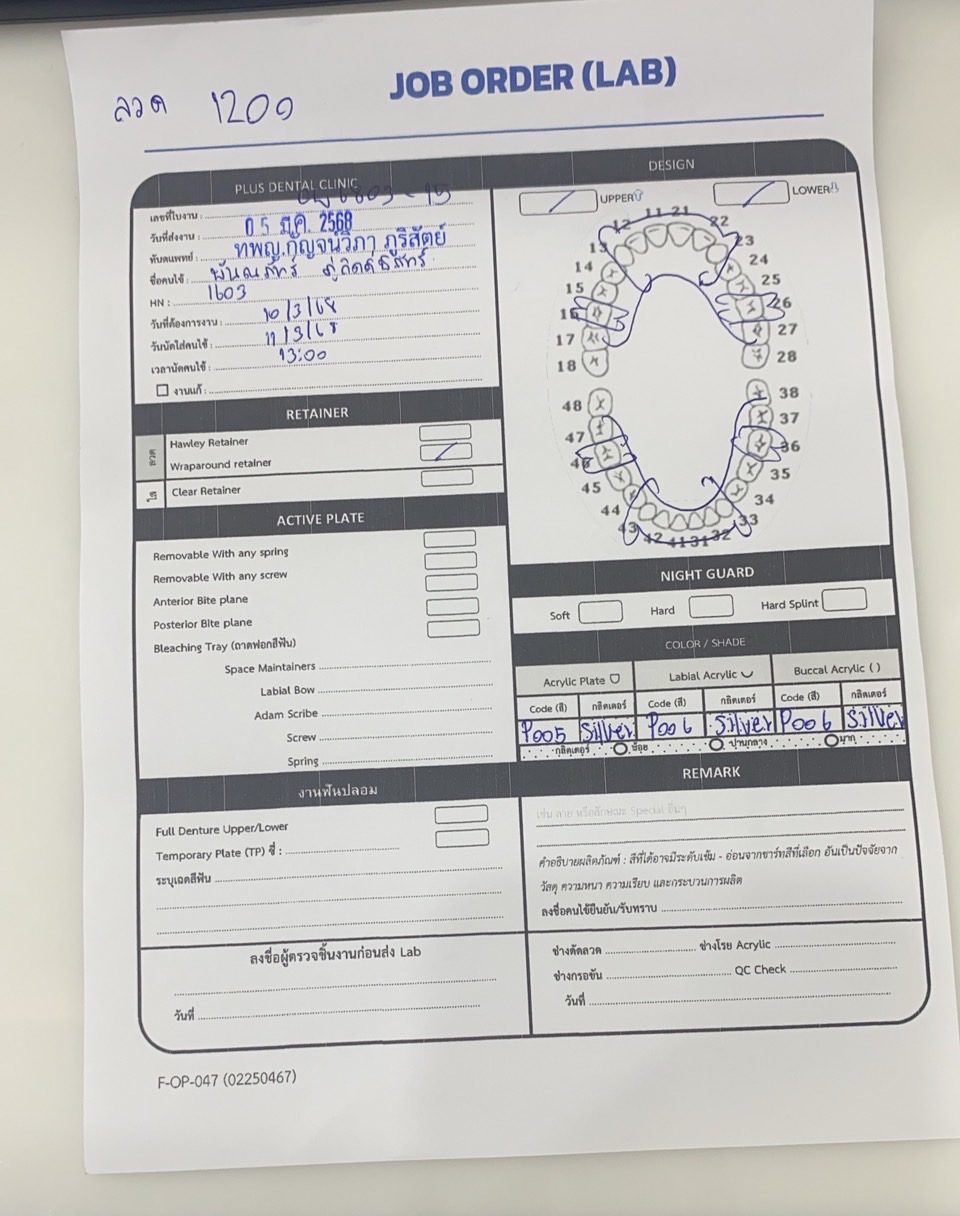 ลวด 1200
JOB ORDER (LAB)
PLUS DENTAL CLINIC
เลขที่ใบงาน : 6803 - 19
วันที่ส่งงาน : 05 มี.ค. 2568
ทันตแพทย์ : ทพญ.กัญจน์วิภา ภูริสัตย์
ชื่อคนไข้ :
HN : 1603
วันที่ต้องการงาน : 10/3/68
วันนัดใส่คนไข้ : 11/3/68
เวลานัดคนไข้ : 13:00
งานแก้ :
RETAINER
ลวด
Hawley Retainer
Wraparound retainer
ใส
Clear Retainer
ACTIVE PLATE
Removable With any spring
Removable With any screw
Anterior Bite plane
Posterior Bite plane
Bleaching Tray (ถาดฟอกสีฟัน)
Space Maintainers
Labial Bow
Adam Scribe
Screw
Spring
งานฟันปลอม
Full Denture Upper/Lower
Temporary Plate (TP) ซี่ :
ระบุเฉดสีฟัน
ลงชื่อผู้ตรวจชิ้นงานก่อนส่ง Lab
วันที่
DESIGN
UPPER LOWER
11 21
12 22
13 23
14 24
15 25
16 26
17 27
18 28
48 38
47 37
46 36
45 35
44 34
43 33
42 41 31 32
NIGHT GUARD
Soft Hard Hard Splint
COLOR / SHADE
Acrylic Plate Labial Acrylic Buccal Acrylic ( )
Code (สี) กลิตเตอร์ Code (สี) กลิตเตอร์ Code (สี) กลิตเตอร์
P005 Silver P006 Silver P006 Silver
กลิตเตอร์ น้อย ปานกลาง มาก
REMARK
เช่น ลาย หรือลักษณะ Special อื่นๆ
คำอธิบายผลิตภัณฑ์ : สีที่ได้อาจมีระดับเข้ม - อ่อนจากชาร์ทสีที่เลือก อันเป็นปัจจัยจาก
วัสดุ ความหนา ความเรียบ และกระบวนการผลิต
ลงชื่อคนไข้ยืนยัน/รับทราบ
ช่างดัดลวด ช่างโรย Acrylic
ช่างกรอขัน QC Check
วันที่
F-OP-047 (02250467)